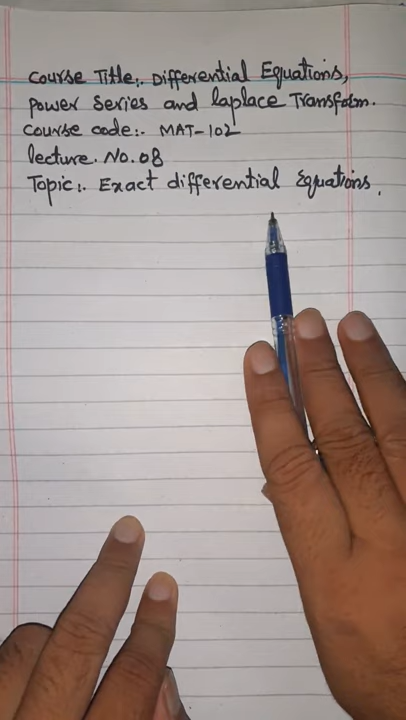 Course Title:. Differential Equations,
power series and laplace Transform.
Course code:. MAT-102
lecture. No. 08
Topic:. Exact differential Equations.